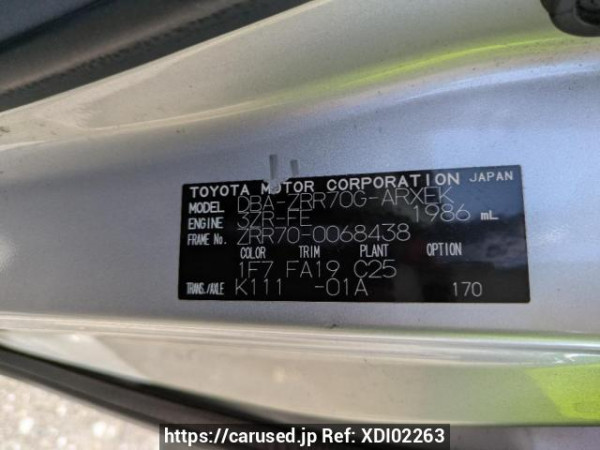 TOYOTA MOTOR CORPORATION JAPAN
MODEL DBA-ZRR70G-ARXEK
ENGINE 3ZR-FE 1986 mL
FRAME No. ZRR70-0068438
COLOR TRIM PLANT OPTION
1F7 FA19 C25
TRANS./AXLE K111 -01A 170
https://carused.jp Ref: XDI02263